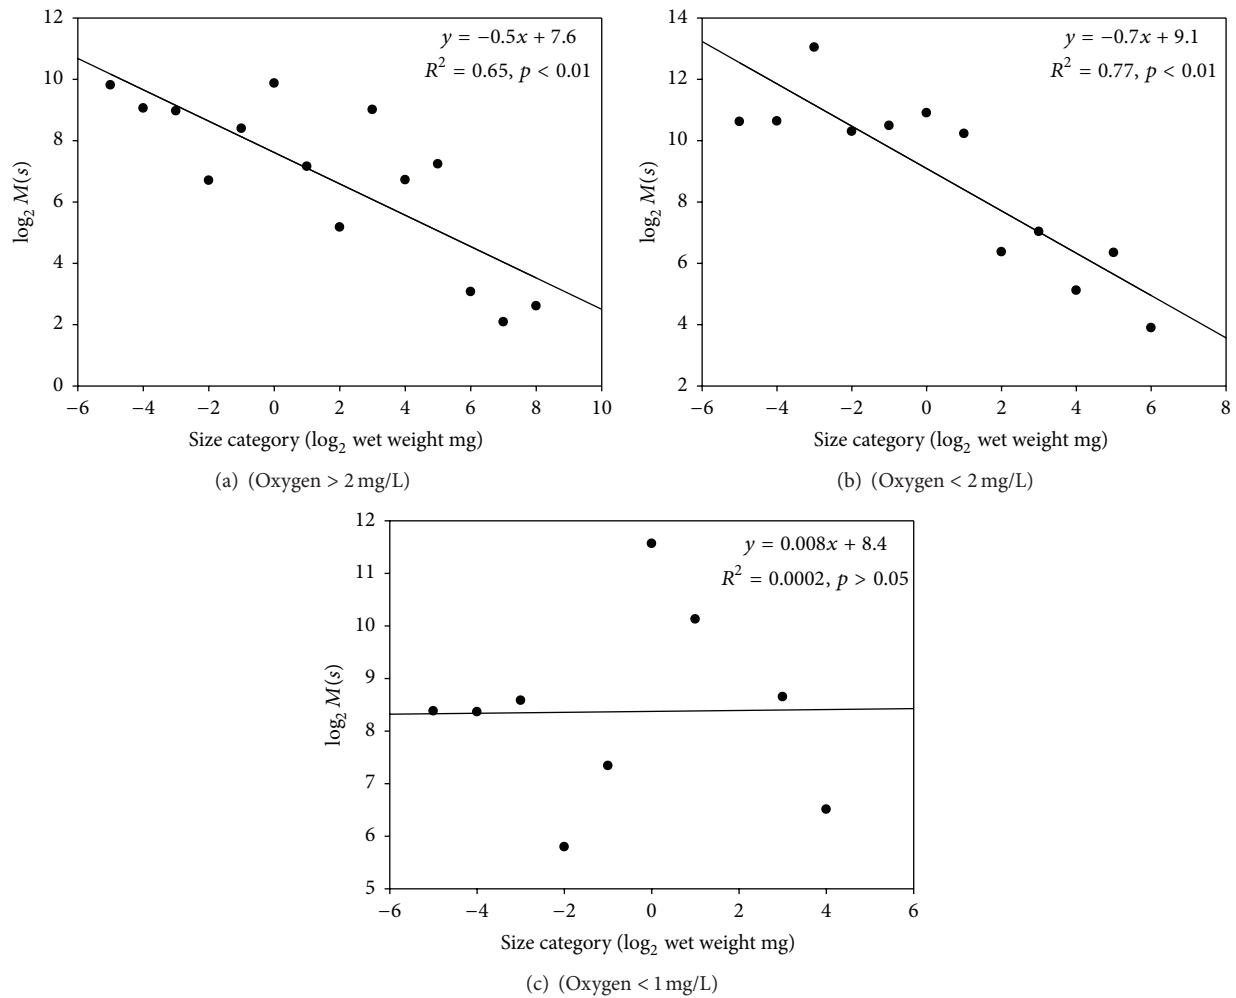 12
10
8
6
4
2
0
log₂ M(s)
y = −0.5x + 7.6
R² = 0.65, p < 0.01
−6 −4 −2 0 2 4 6 8 10
Size category (log₂ wet weight mg)
(a) (Oxygen > 2 mg/L)
14
12
10
8
6
4
2
log₂ M(s)
y = −0.7x + 9.1
R² = 0.77, p < 0.01
−6 −4 −2 0 2 4 6 8
Size category (log₂ wet weight mg)
(b) (Oxygen < 2 mg/L)
12
11
10
9
8
7
6
5
log₂ M(s)
y = 0.008x + 8.4
R² = 0.0002, p > 0.05
−6 −4 −2 0 2 4 6
Size category (log₂ wet weight mg)
(c) (Oxygen < 1 mg/L)